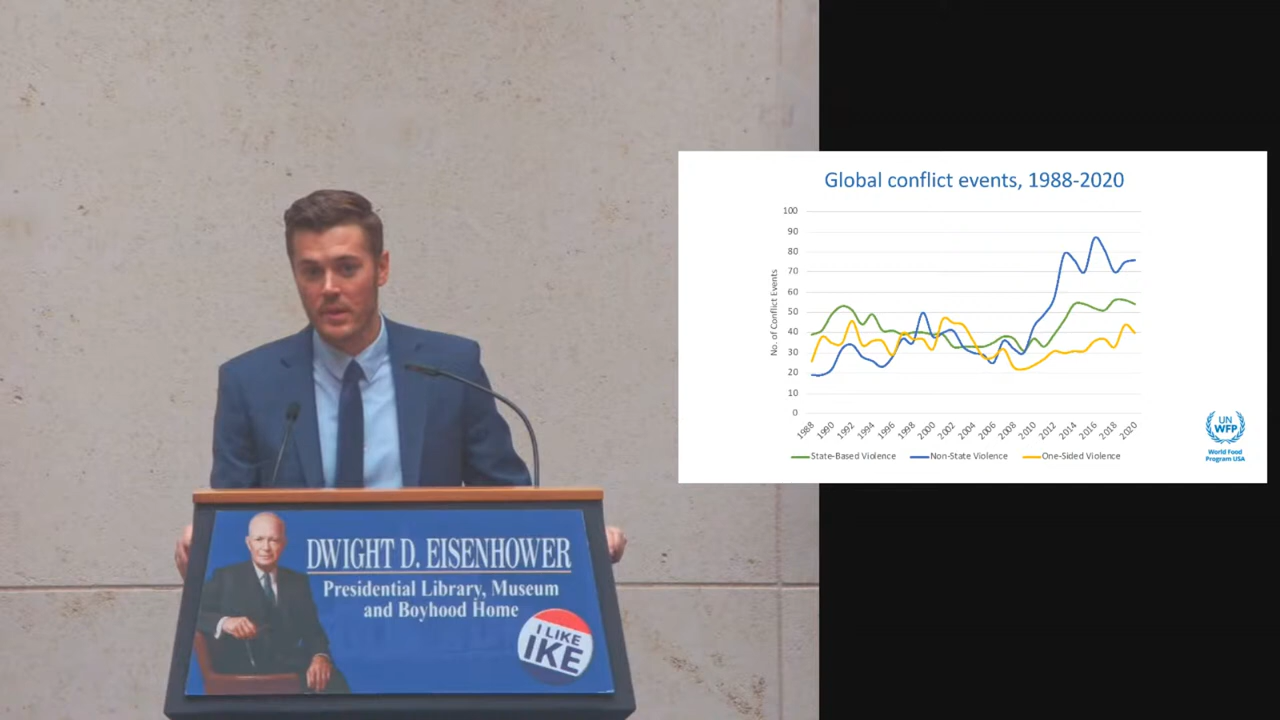 DWIGHT D. EISENHOWER
Presidential Library, Museum
and Boyhood Home
I LIKE
IKE
Global conflict events, 1988-2020
No. of Conflict Events
100
90
80
70
60
50
40
30
20
10
0
1988
1990
1992
1994
1996
1998
2000
2002
2004
2006
2008
2010
2012
2014
2016
2018
2020
State-Based Violence
Non-State Violence
One-Sided Violence
UN
WFP
World Food
Program USA